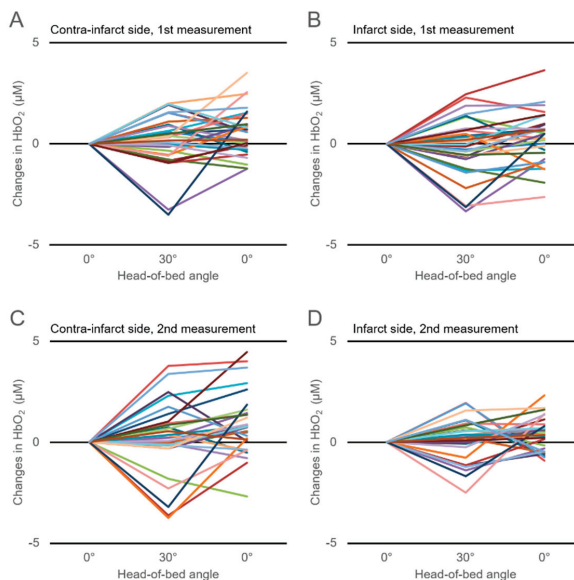 A
Contra-infarct side, 1st measurement
5
0
-5
Changes in HbO₂ (μM)
0°
30°
0°
Head-of-bed angle
B
Infarct side, 1st measurement
5
0
-5
Changes in HbO₂ (μM)
0°
30°
0°
Head-of-bed angle
C
Contra-infarct side, 2nd measurement
5
0
-5
Changes in HbO₂ (μM)
0°
30°
0°
Head-of-bed angle
D
Infarct side, 2nd measurement
5
0
-5
Changes in HbO₂ (μM)
0°
30°
0°
Head-of-bed angle